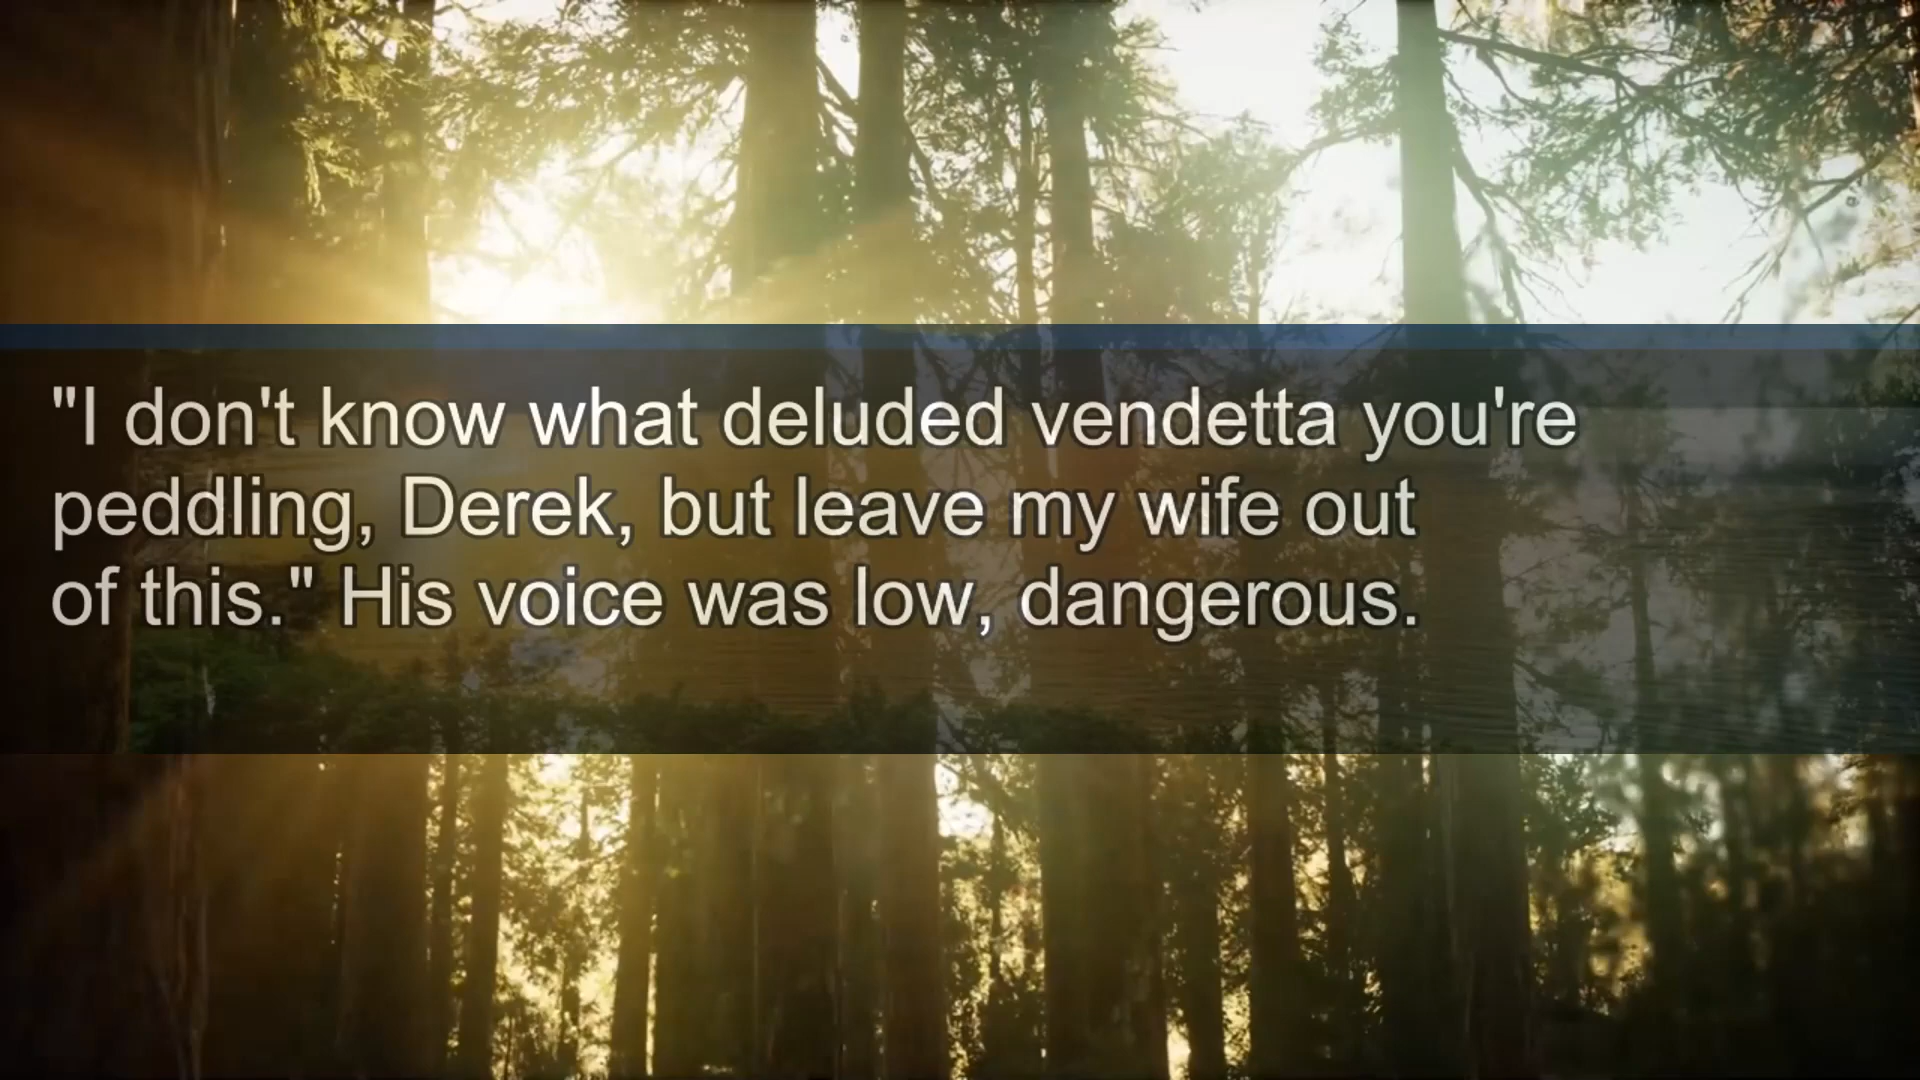 "I don't know what deluded vendetta you're
peddling, Derek, but leave my wife out
of this." His voice was low, dangerous.